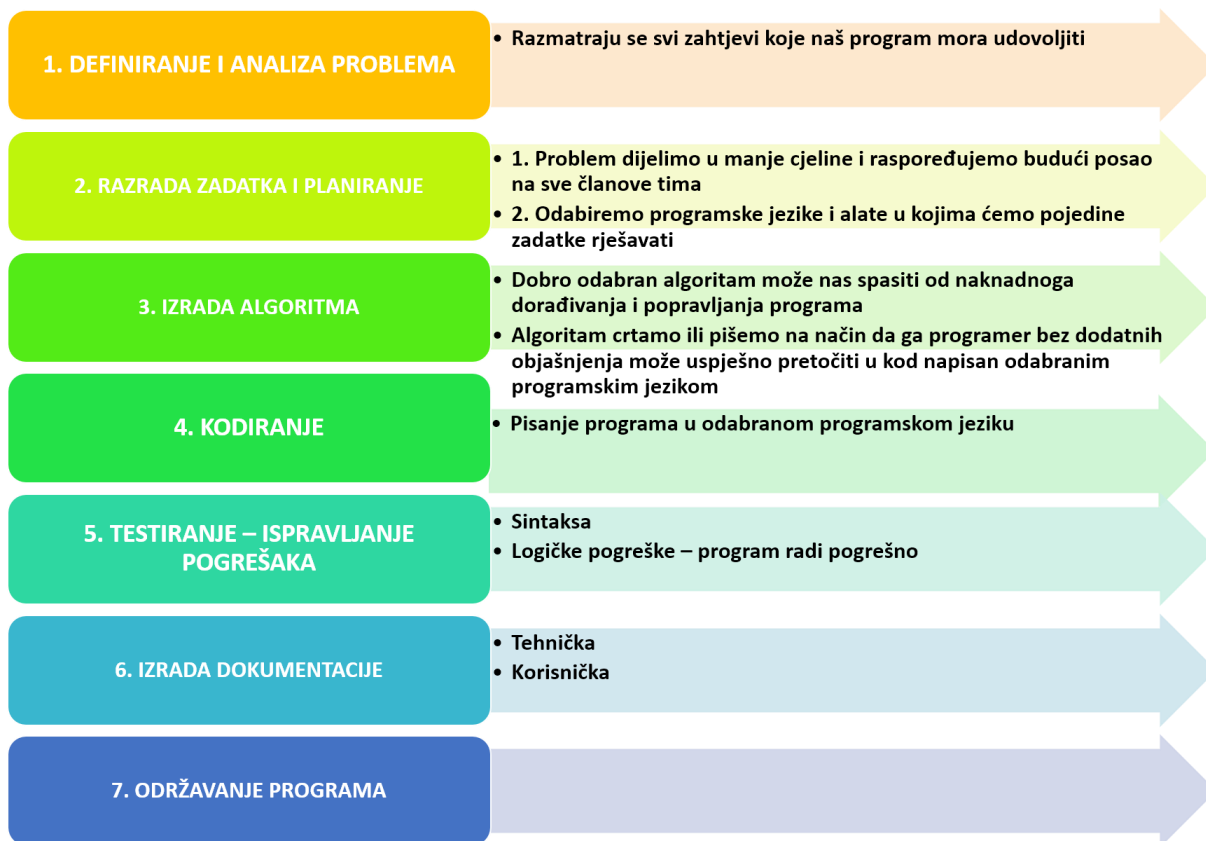 1. DEFINIRANJE I ANALIZA PROBLEMA
• Razmatraju se svi zahtjevi koje naš program mora udovoljiti
2. RAZRADA ZADATKA I PLANIRANJE
• 1. Problem dijelimo u manje cjeline i raspoređujemo budući posao
na sve članove tima
• 2. Odabiremo programske jezike i alate u kojima ćemo pojedine
zadatke rješavati
3. IZRADA ALGORITMA
• Dobro odabran algoritam može nas spasiti od naknadnoga
dorađivanja i popravljanja programa
• Algoritam crtamo ili pišemo na način da ga programer bez dodatnih
objašnjenja može uspješno pretočiti u kod napisan odabranim
programskim jezikom
4. KODIRANJE
• Pisanje programa u odabranom programskom jeziku
5. TESTIRANJE – ISPRAVLJANJE
POGREŠAKA
• Sintaksa
• Logičke pogreške – program radi pogrešno
6. IZRADA DOKUMENTACIJE
• Tehnička
• Korisnička
7. ODRŽAVANJE PROGRAMA